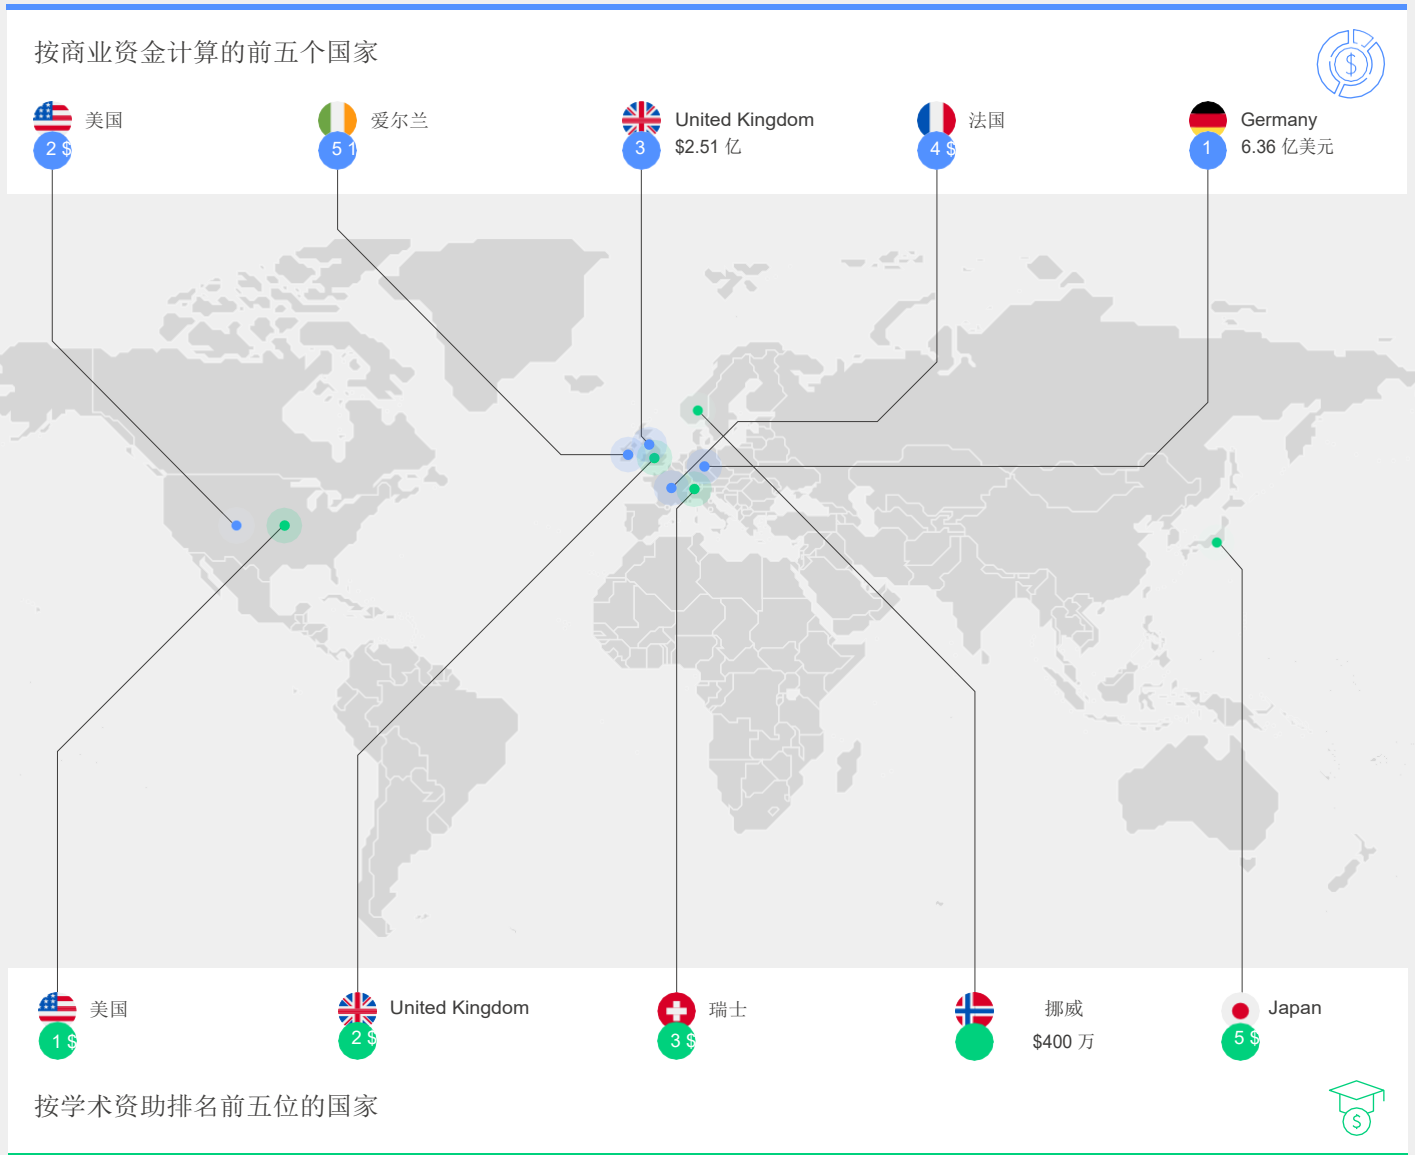 按商业资金计算的前五个国家
$
美国
2 $
爱尔兰
5 1
United Kingdom
$2.51 亿
3
法国
4 $
Germany
6.36 亿美元
1
美国
1 $
United Kingdom
2 $
瑞士
3 $
挪威
$400 万
Japan
5 $
按学术资助排名前五位的国家
$